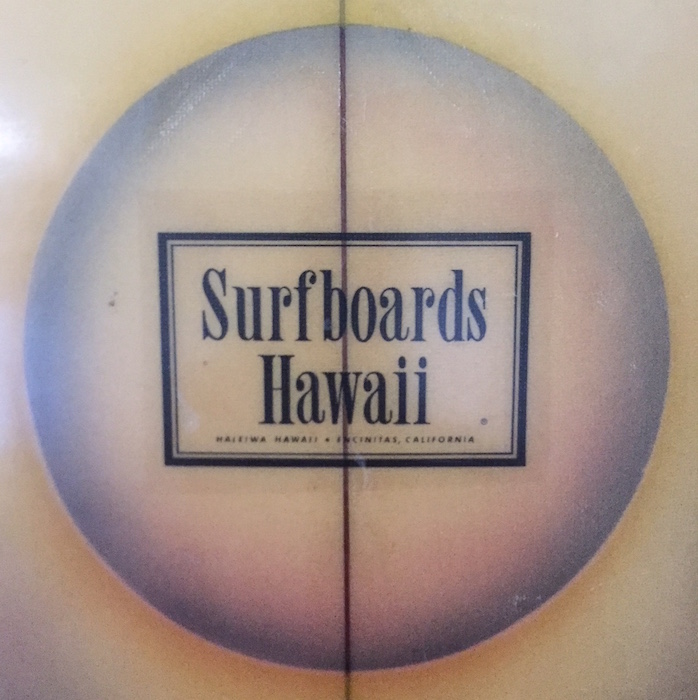 Surfboards
Hawaii
®
HALEIWA HAWAII • ENCINITAS, CALIFORNIA